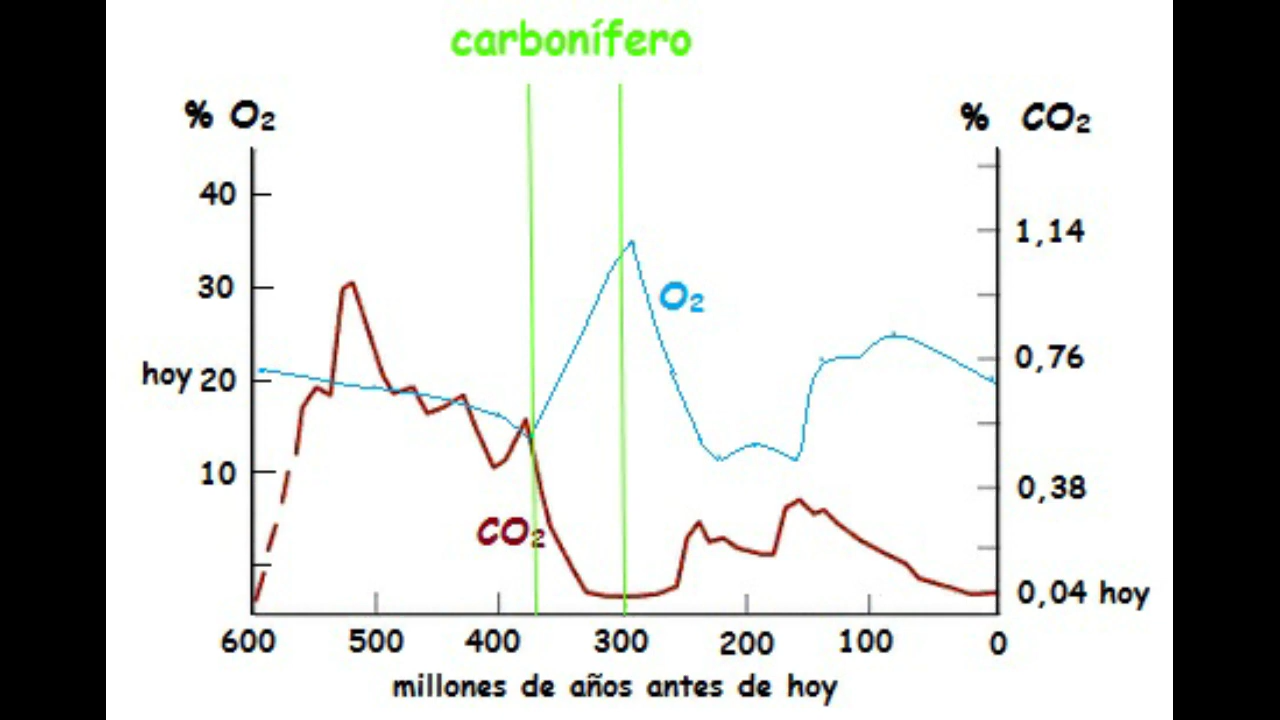 carbonífero
% O₂
% CO₂
40
30
hoy 20
10
1,14
0,76
0,38
0,04 hoy
O₂
CO₂
600 500 400 300 200 100 0
millones de años antes de hoy